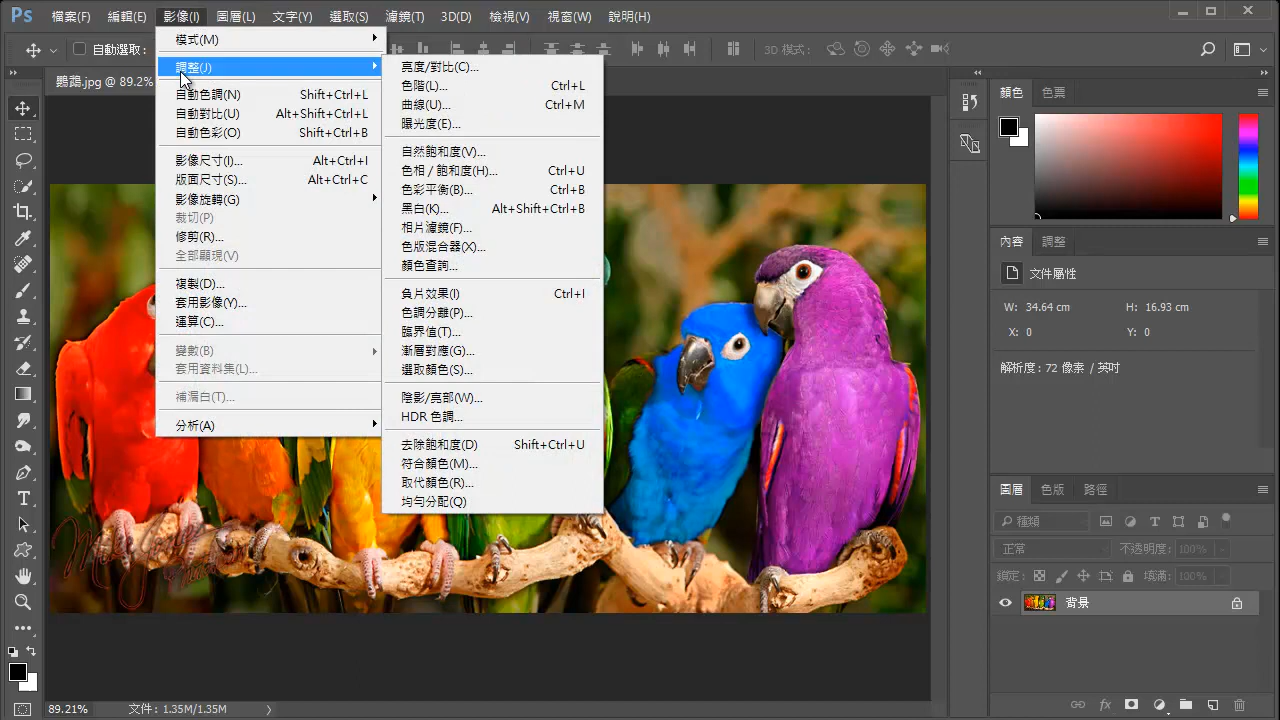 Ps 檔案(F) 編輯(E) 影像(I) 圖層(L) 文字(Y) 選取(S) 濾鏡(T) 3D(D) 檢視(V) 視窗(W) 說明(H)
自動選取:
3D 模式:
鸚鵡.jpg @ 89.2%
模式(M)
調整(J)
自動色調(N) Shift+Ctrl+L
自動對比(U) Alt+Shift+Ctrl+L
自動色彩(O) Shift+Ctrl+B
影像尺寸(I)... Alt+Ctrl+I
版面尺寸(S)... Alt+Ctrl+C
影像旋轉(G)
裁切(P)
修剪(R)...
全部顯現(V)
複製(D)...
套用影像(Y)...
運算(C)...
變數(B)
套用資料集(L)...
補漏白(T)...
分析(A)
亮度/對比(C)...
色階(L)... Ctrl+L
曲線(U)... Ctrl+M
曝光度(E)...
自然飽和度(V)...
色相 / 飽和度(H)... Ctrl+U
色彩平衡(B)... Ctrl+B
黑白(K)... Alt+Shift+Ctrl+B
相片濾鏡(F)...
色版混合器(X)...
顏色查詢...
負片效果(I) Ctrl+I
色調分離(P)...
臨界值(T)...
漸層對應(G)...
選取顏色(S)...
陰影/亮部(W)...
HDR 色調...
去除飽和度(D) Shift+Ctrl+U
符合顏色(M)...
取代顏色(R)...
均勻分配(Q)
顏色 色票
內容 調整
文件屬性
W: 34.64 cm H: 16.93 cm
X: 0 Y: 0
解析度: 72 像素 / 英吋
圖層 色版 路徑
種類
正常 不透明度: 100%
鎖定: 填滿: 100%
背景
89.21% 文件: 1.35M/1.35M